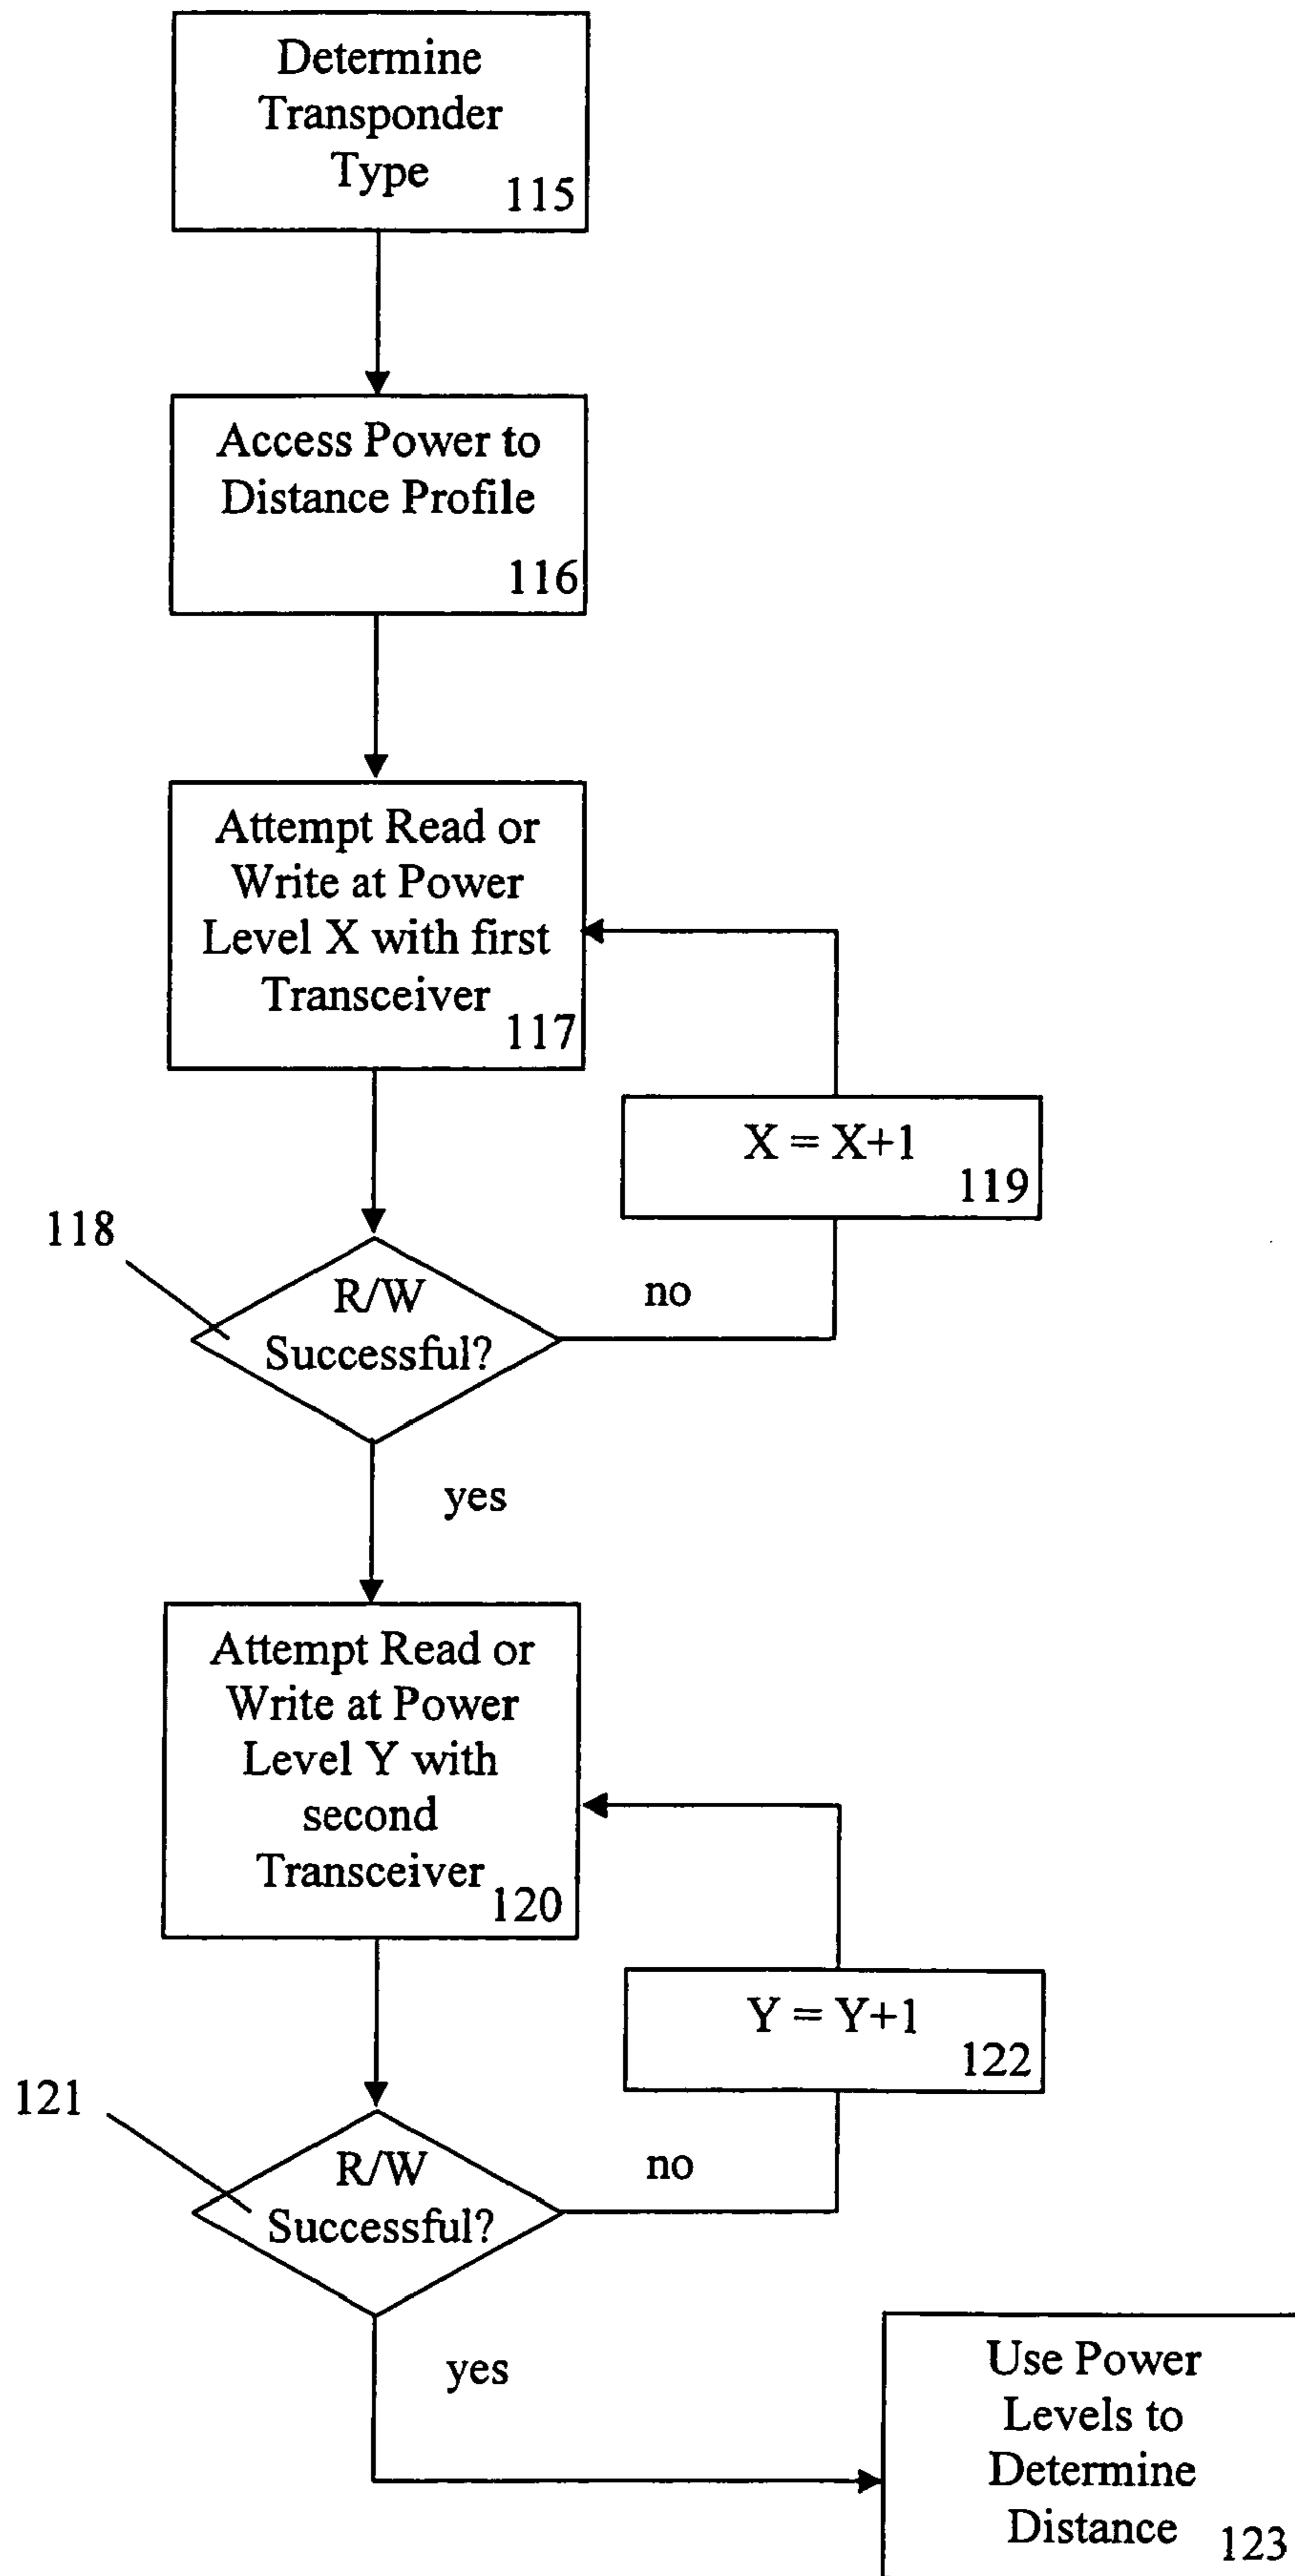 Determine
Transponder
Type
115
Access Power to
Distance Profile
116
Attempt Read or
Write at Power
Level X with first
Transceiver
117
X = X+1
119
118
R/W
Successful?
no
yes
Attempt Read or
Write at Power
Level Y with
second
Transceiver
120
Y = Y+1
122
121
R/W
Successful?
no
yes
Use Power
Levels to
Determine
Distance
123